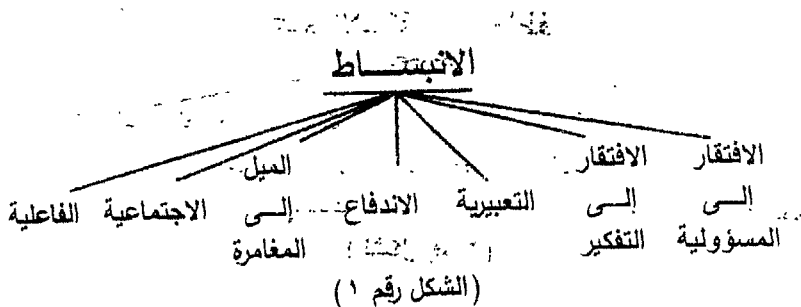 الانبساط
الافتقار إلى المسؤولية
الافتقار إلى التفكير
التعبيرية
الاندفاع
الميل إلى المغامرة
الاجتماعية
الفاعلية
(الشكل رقم ١)